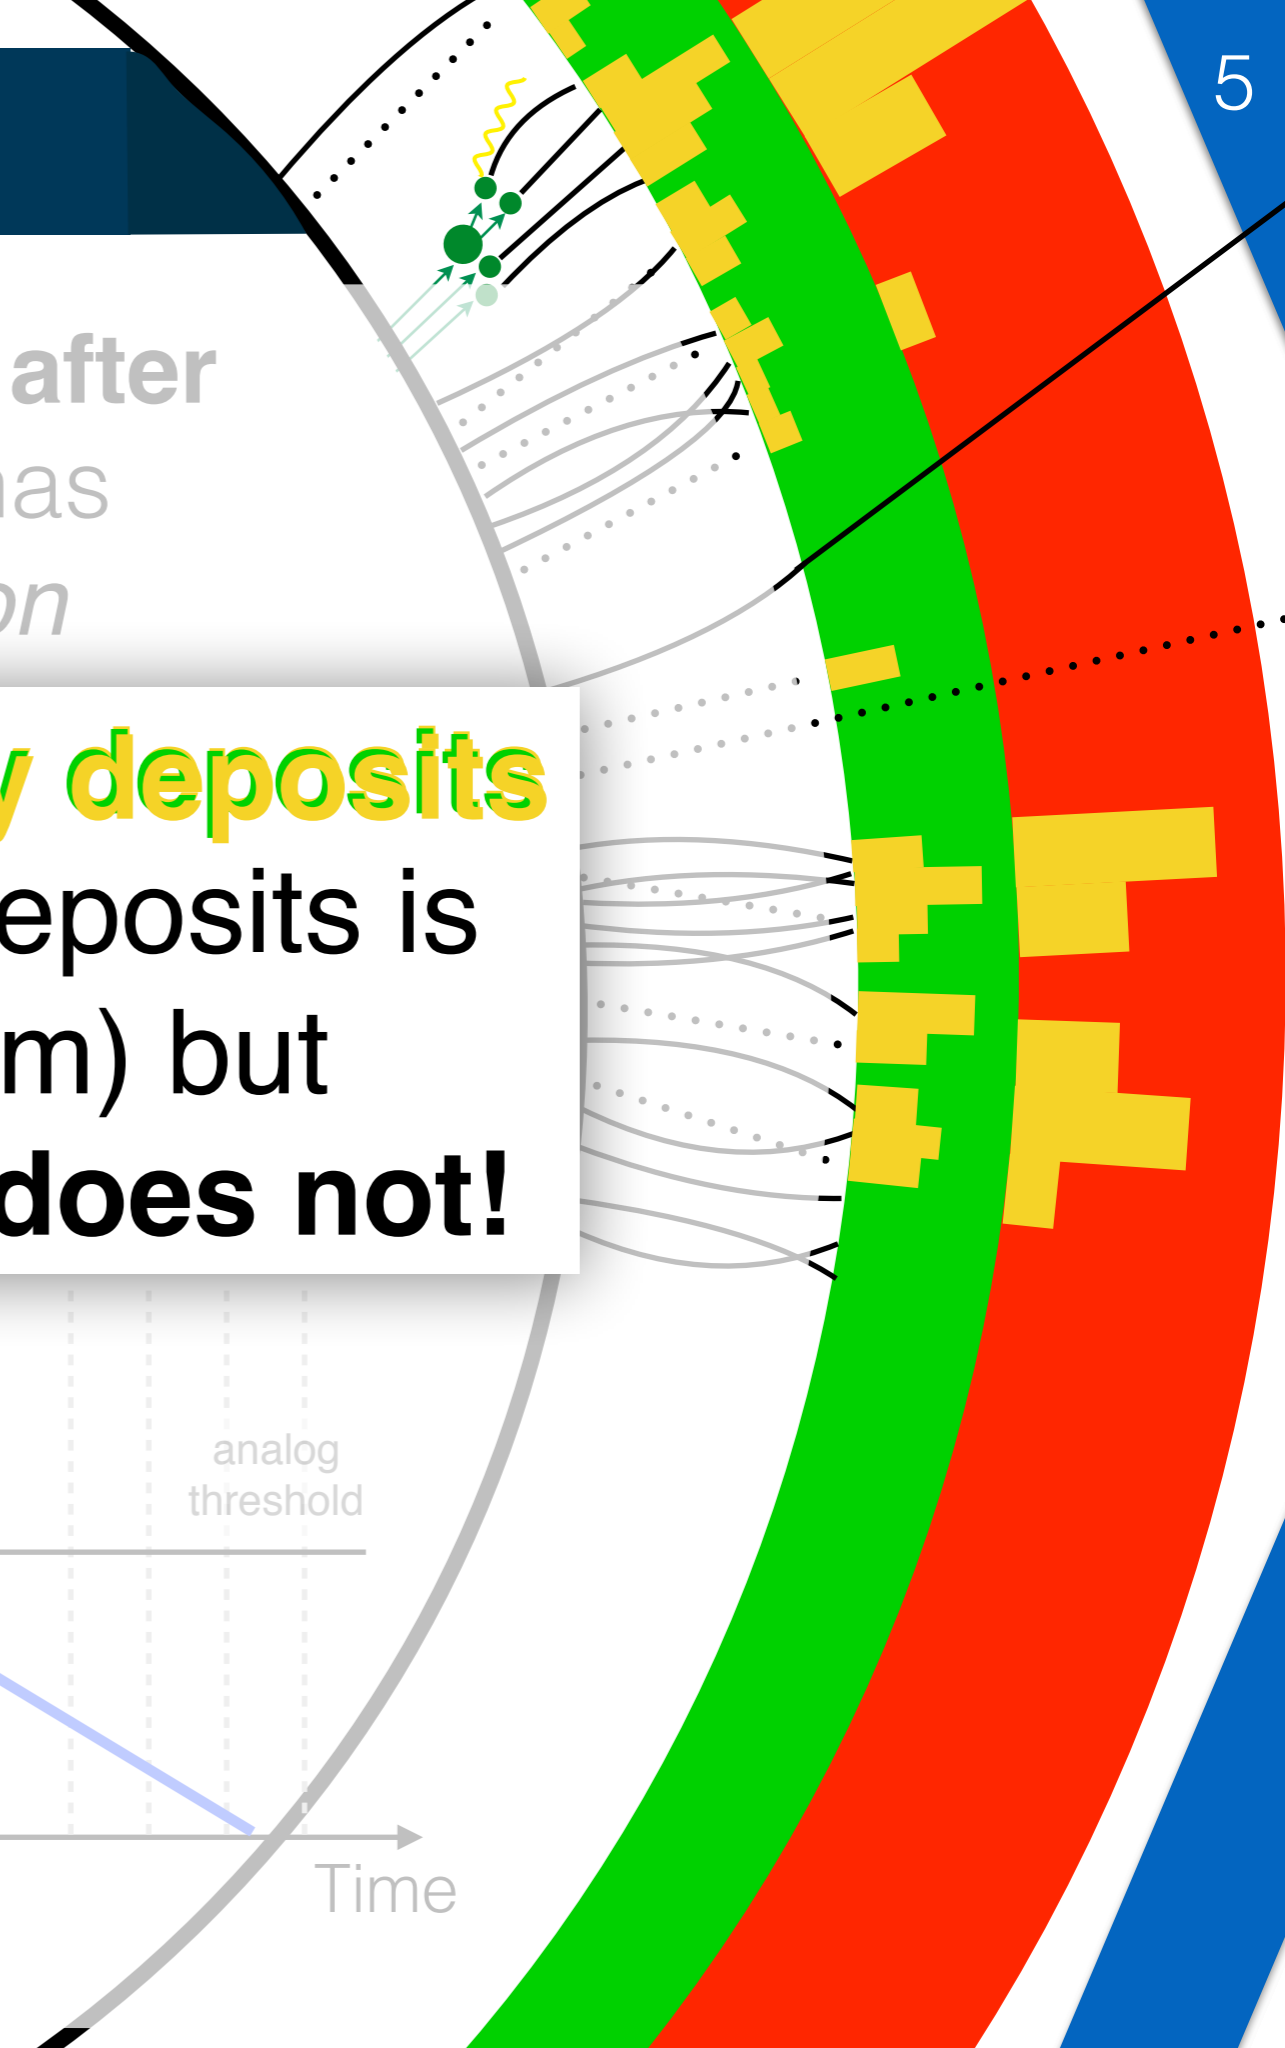 5
after
as
on
y deposits
eposits is
m) but
does not!
analog
threshold
Time